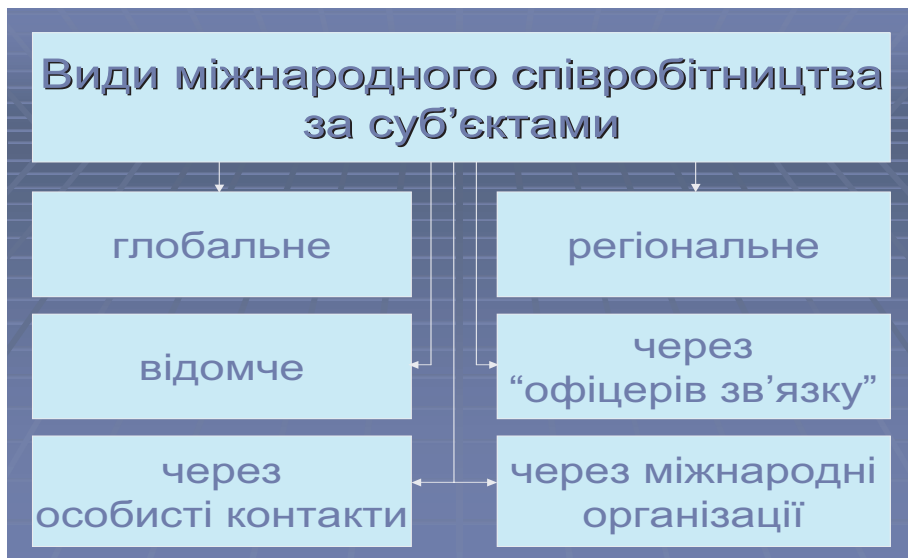 Види міжнародного співробітництва
за суб’єктами
глобальне
регіональне
відомче
через
“офіцерів зв’язку”
через
особисті контакти
через міжнародні
організації